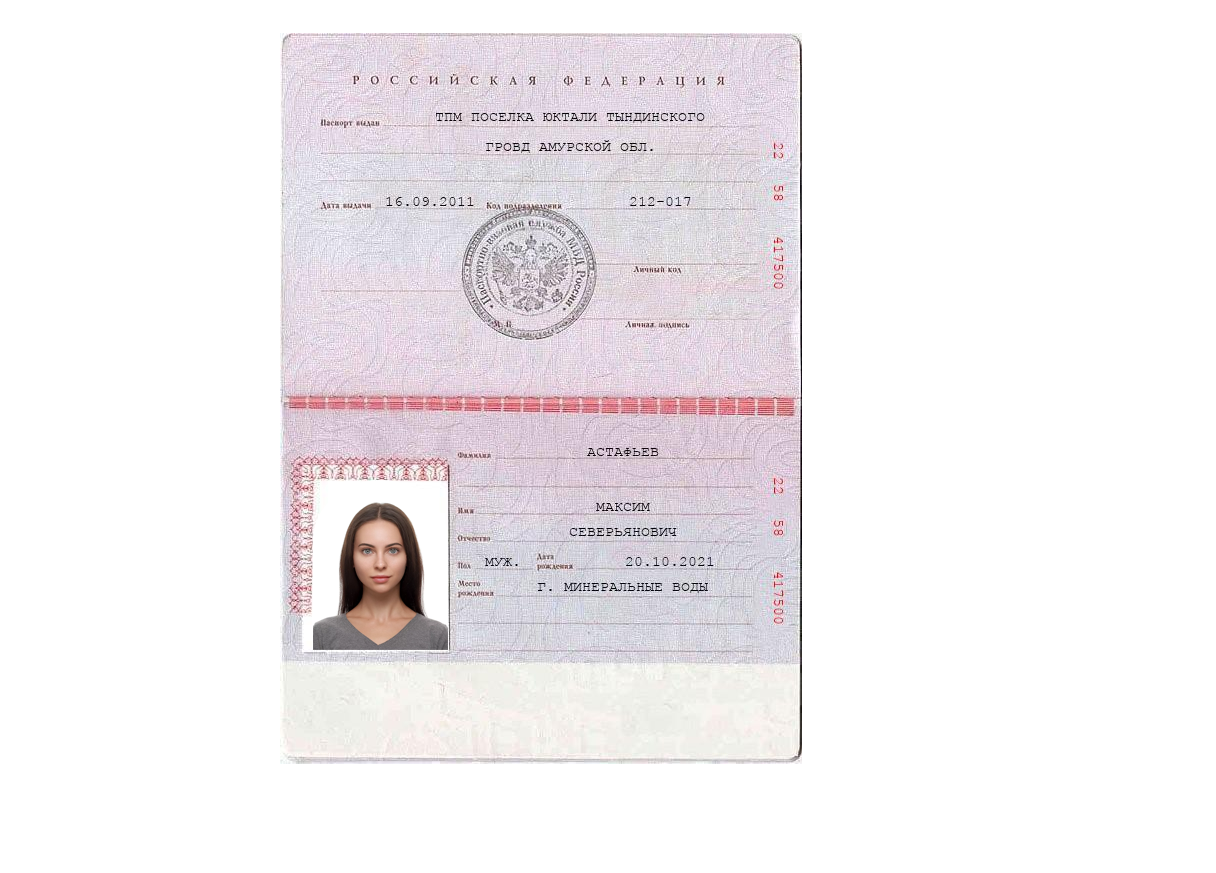 РОССИЙСКАЯ ФЕДЕРАЦИЯ
Паспорт выдан ТПМ ПОСЕЛКА ЮКТАЛИ ТЫНДИНСКОГО
ГРОВД АМУРСКОЙ ОБЛ.
Дата выдачи 16.09.2011 Код подразделения 212-017
22 58 417500
Паспортно-визовая служба МВД России
Личный код
М.П.
Личная подпись
Фамилия АСТАФЬЕВ
Имя МАКСИМ
Отчество СЕВЕРЬЯНОВИЧ
Пол МУЖ. Дата рождения 20.10.2021
Место рождения Г. МИНЕРАЛЬНЫЕ ВОДЫ
22 58 417500